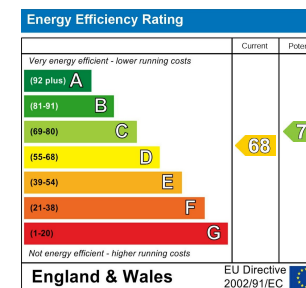 Energy Efficiency Rating
Current
Very energy efficient - lower running costs
(92 plus) A
(81-91) B
(69-80) C
(55-68) D
(39-54) E
(21-38) F
(1-20) G
68
7
Not energy efficient - higher running costs
England & Wales
EU Directive
2002/91/EC